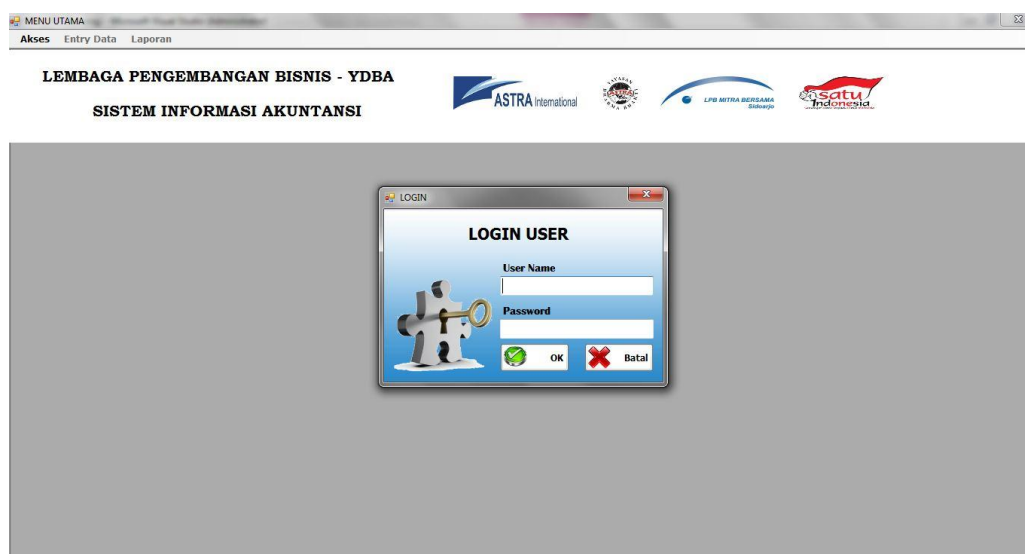 MENU UTAMA
Akses Entry Data Laporan
LEMBAGA PENGEMBANGAN BISNIS - YDBA
SISTEM INFORMASI AKUNTANSI
ASTRA International
LPB MITRA BERSAMA
Sidoarjo
satu
Indonesia
LOGIN
LOGIN USER
User Name
Password
OK Batal